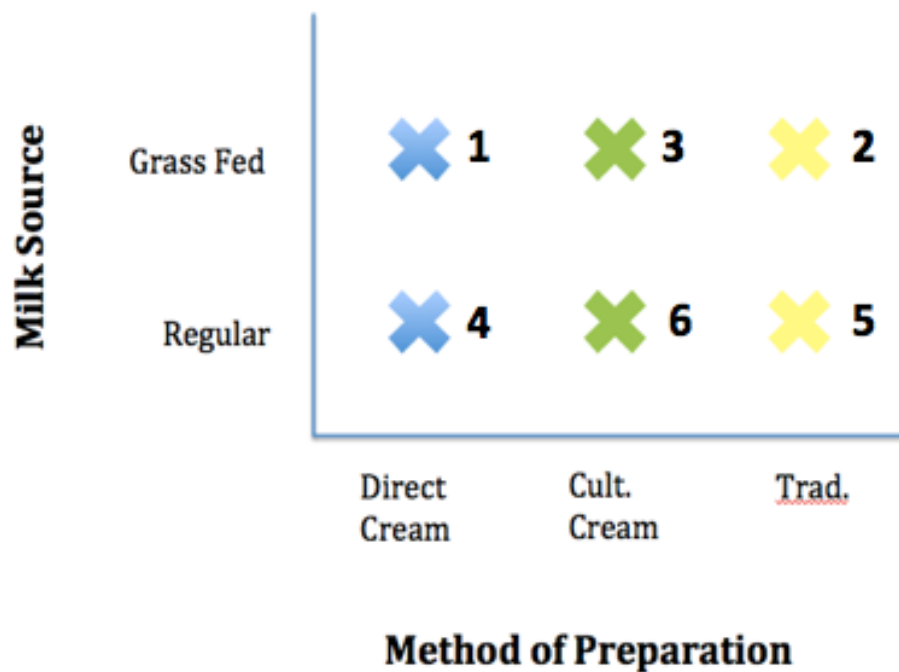 Milk Source
Grass Fed
1
3
2
Regular
4
6
5
Direct
Cream
Cult.
Cream
Trad.
Method of Preparation